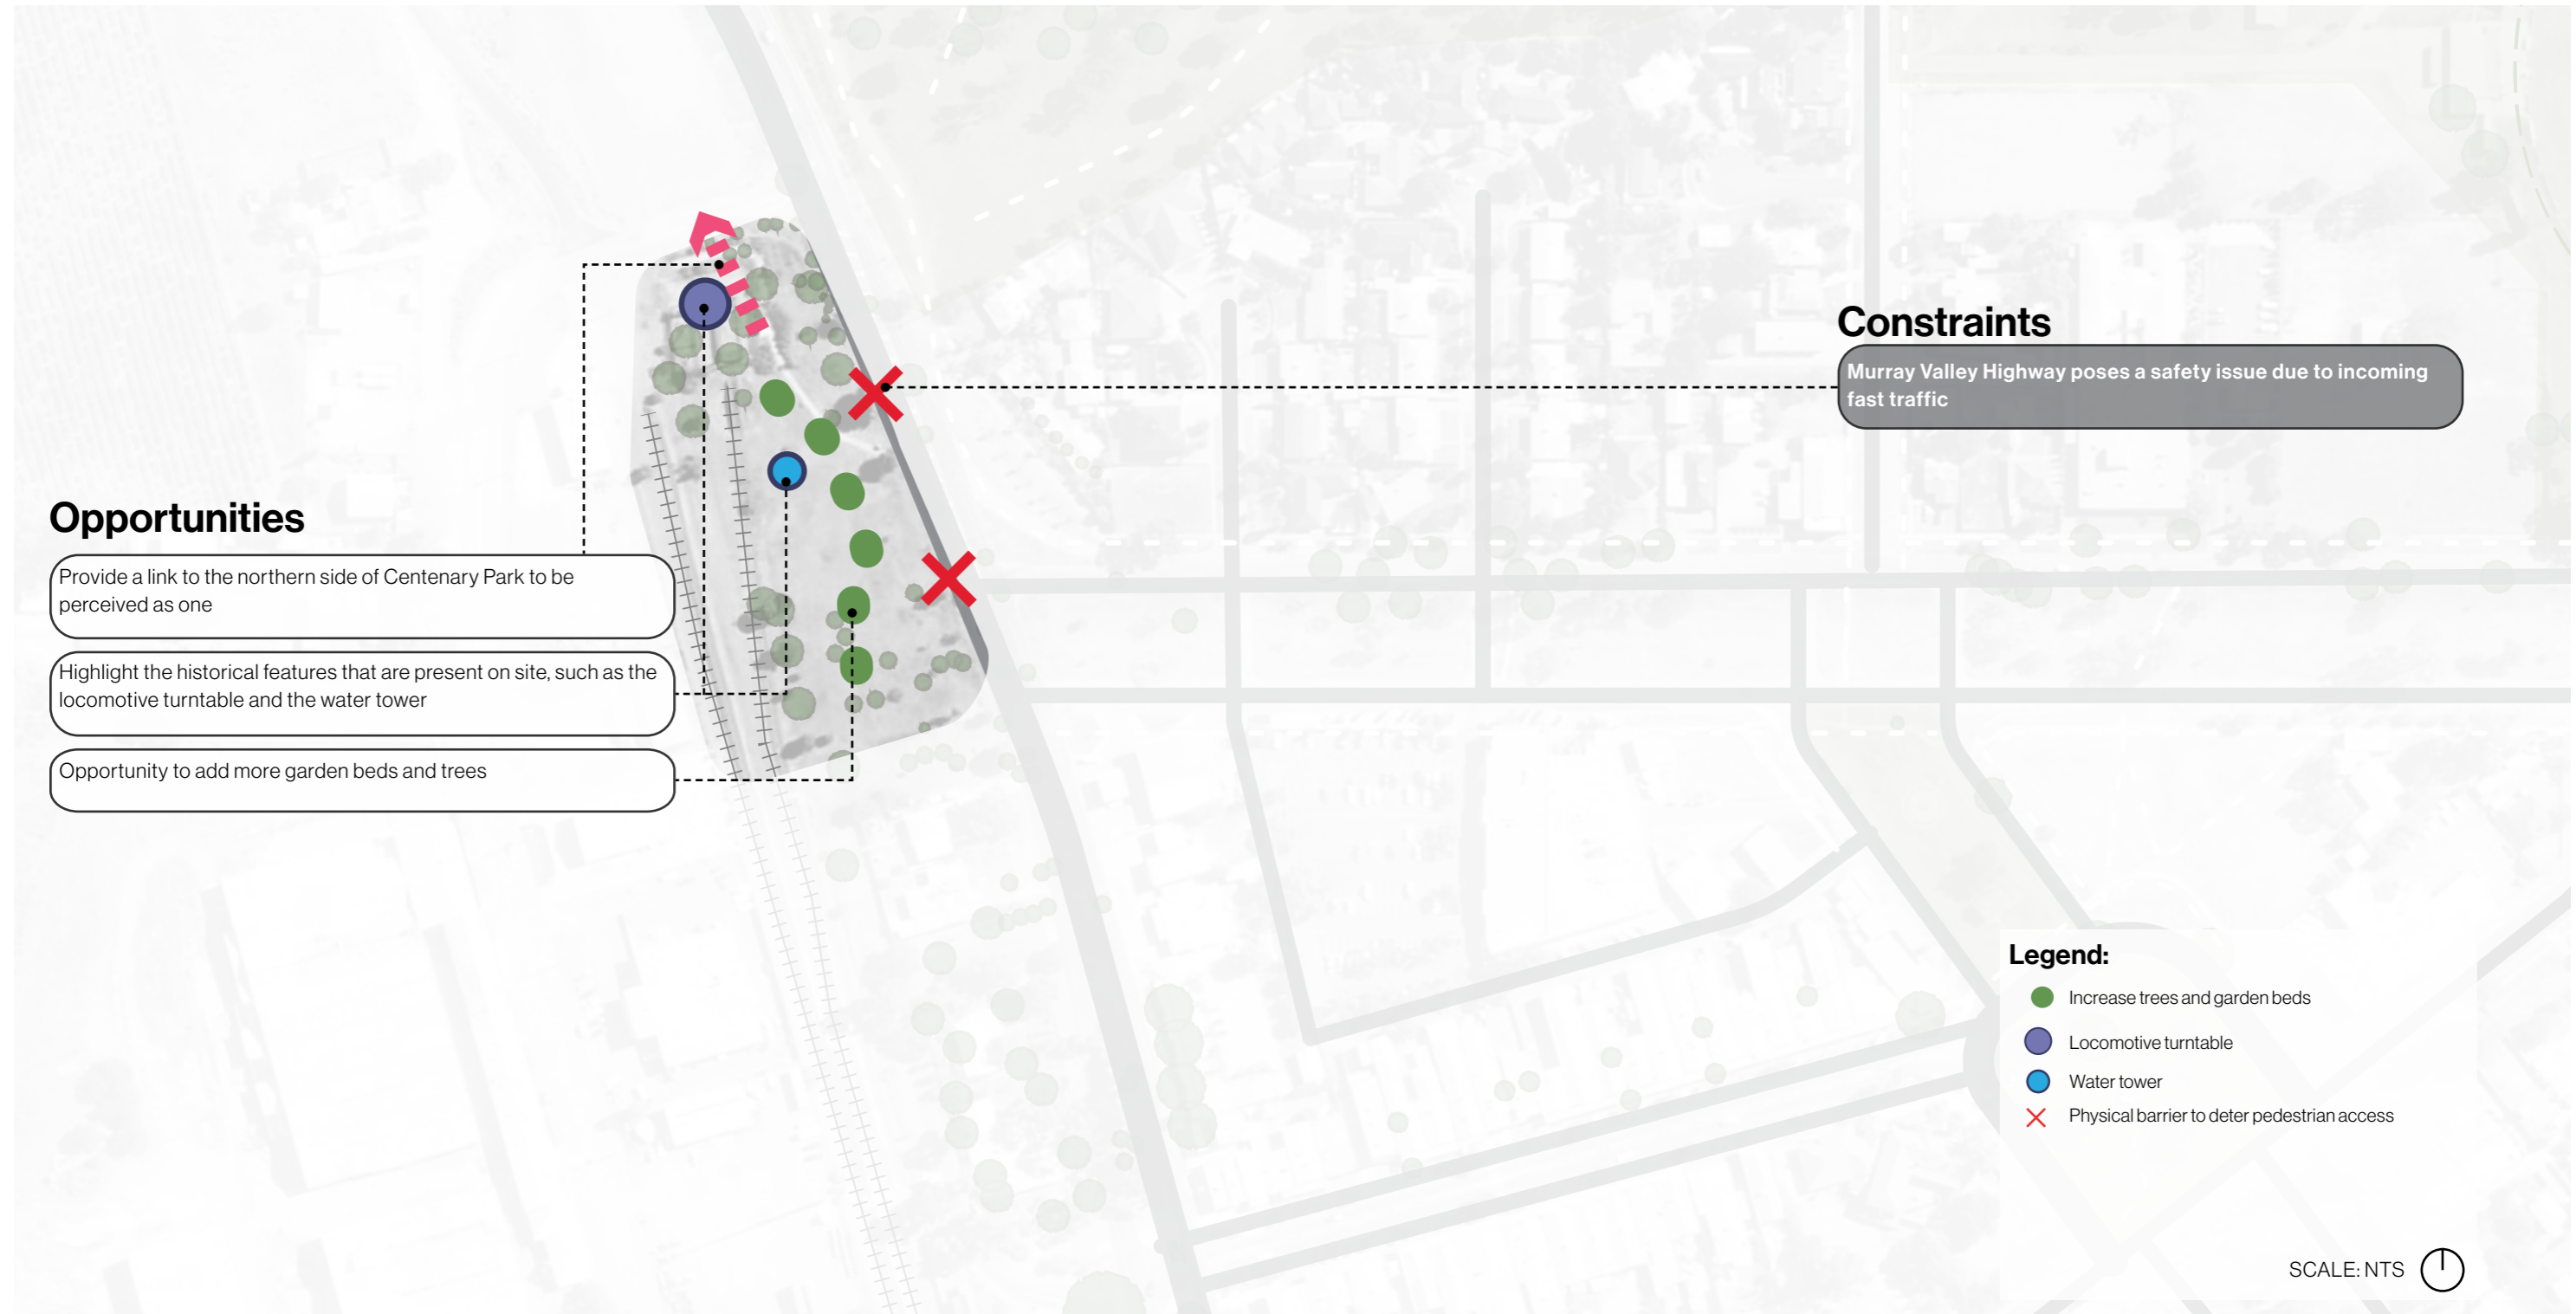 Constraints
Murray Valley Highway poses a safety issue due to incoming
fast traffic
Opportunities
Provide a link to the northern side of Centenary Park to be
perceived as one
Highlight the historical features that are present on site, such as the
locomotive turntable and the water tower
Opportunity to add more garden beds and trees
Legend:
Increase trees and garden beds
Locomotive turntable
Water tower
Physical barrier to deter pedestrian access
SCALE: NTS